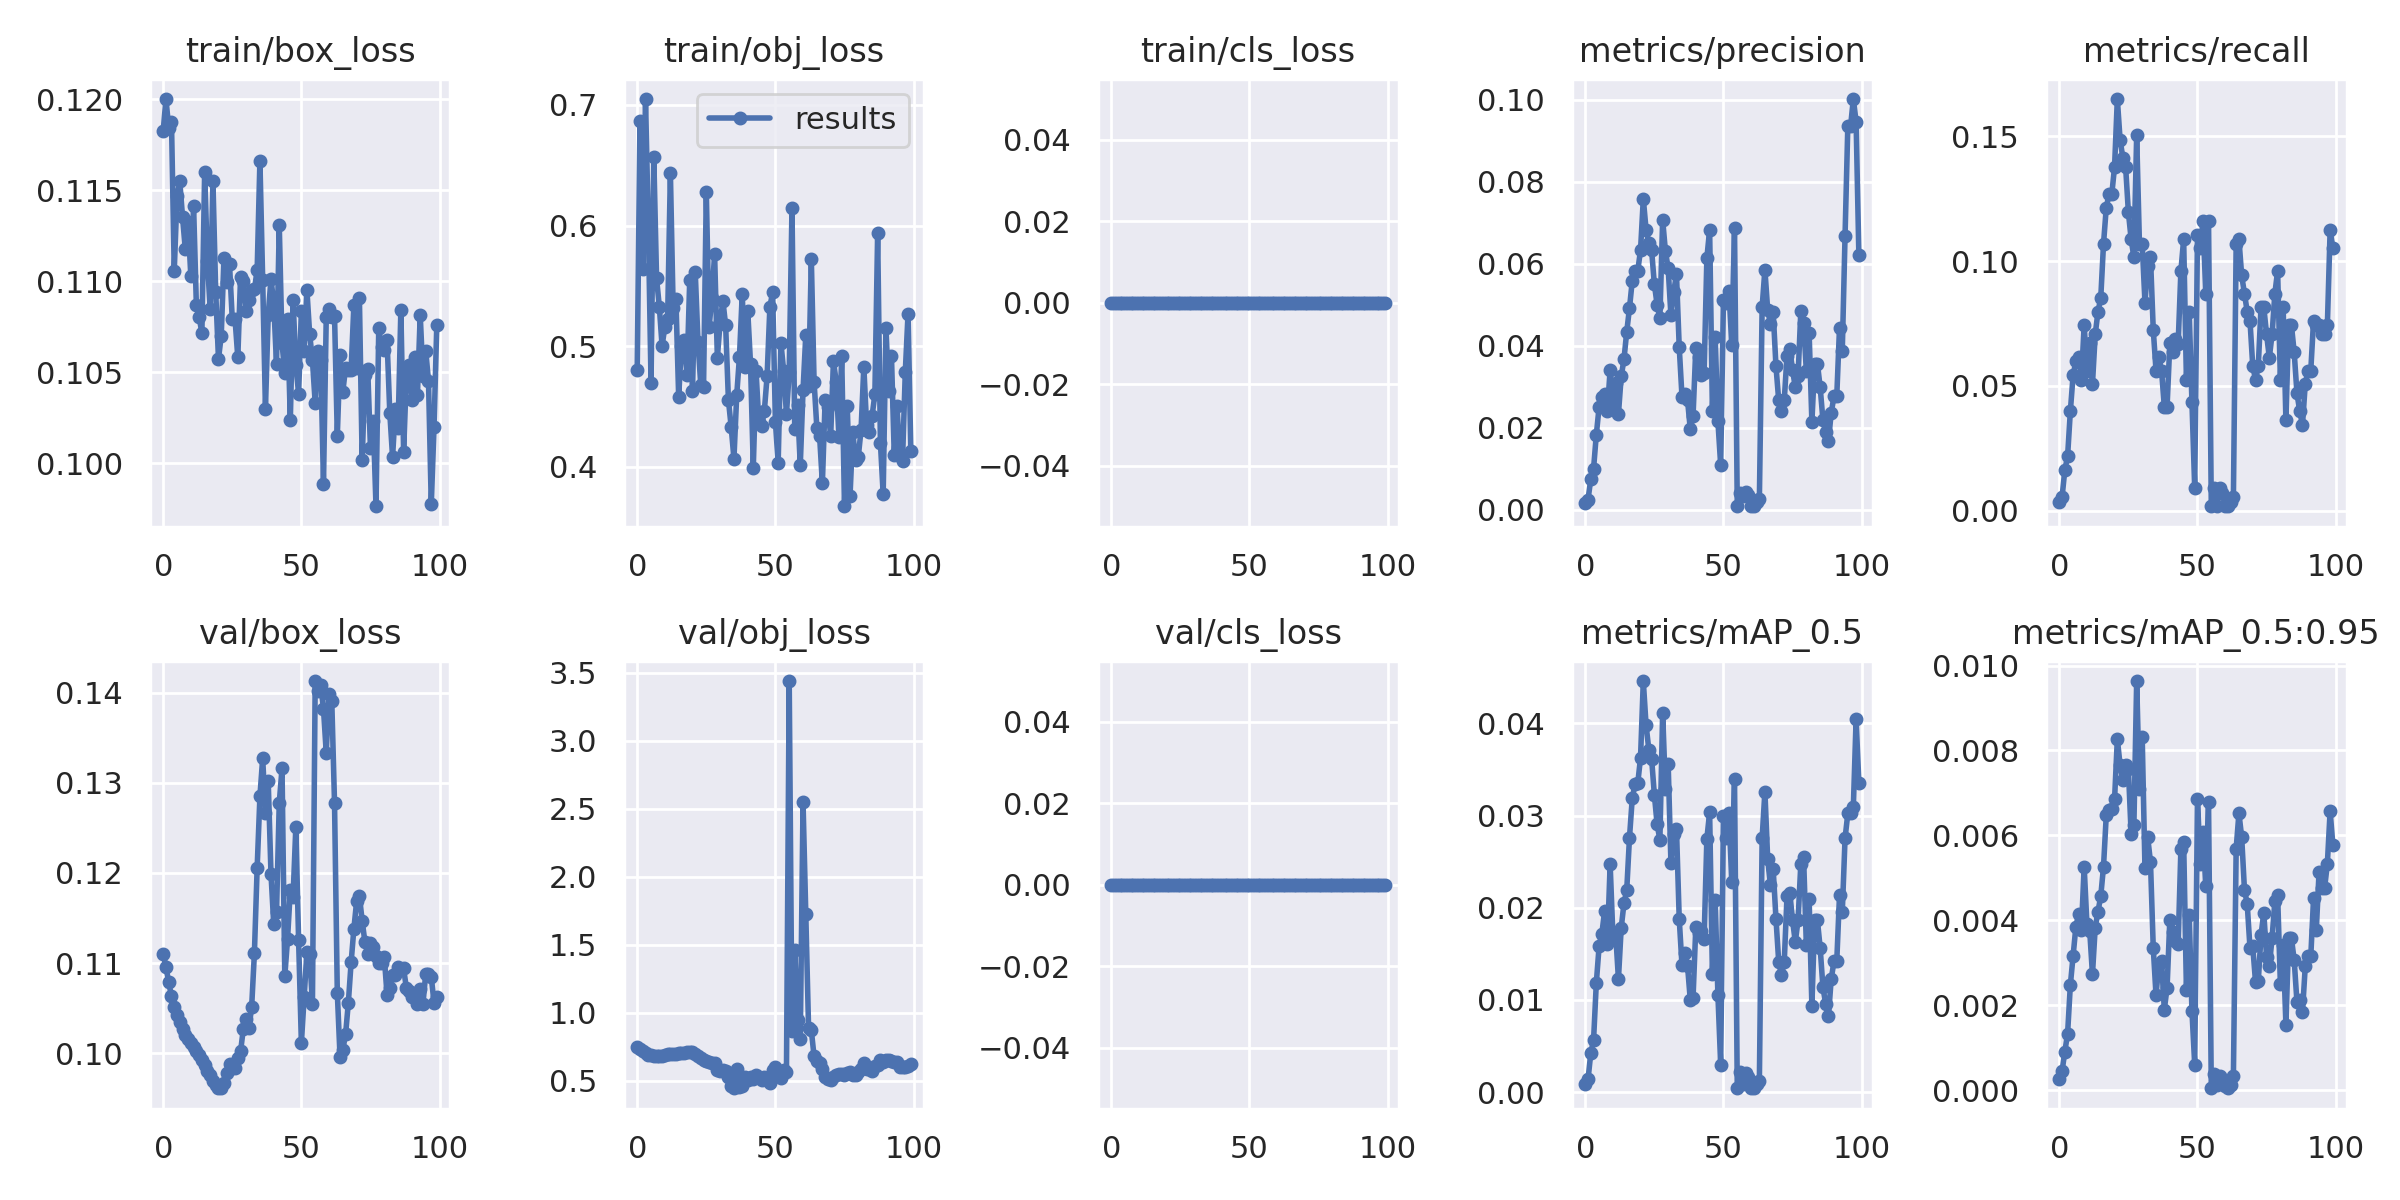 train/box_loss
0.120
0.115
0.110
0.105
0.100
0 50 100
train/obj_loss
results
0.7
0.6
0.5
0.4
0 50 100
train/cls_loss
0.04
0.02
0.00
−0.02
−0.04
0 50 100
metrics/precision
0.10
0.08
0.06
0.04
0.02
0.00
0 50 100
metrics/recall
0.15
0.10
0.05
0.00
0 50 100
val/box_loss
0.14
0.13
0.12
0.11
0.10
0 50 100
val/obj_loss
3.5
3.0
2.5
2.0
1.5
1.0
0.5
0 50 100
val/cls_loss
0.04
0.02
0.00
−0.02
−0.04
0 50 100
metrics/mAP_0.5
0.04
0.03
0.02
0.01
0.00
0 50 100
metrics/mAP_0.5:0.95
0.010
0.008
0.006
0.004
0.002
0.000
0 50 100